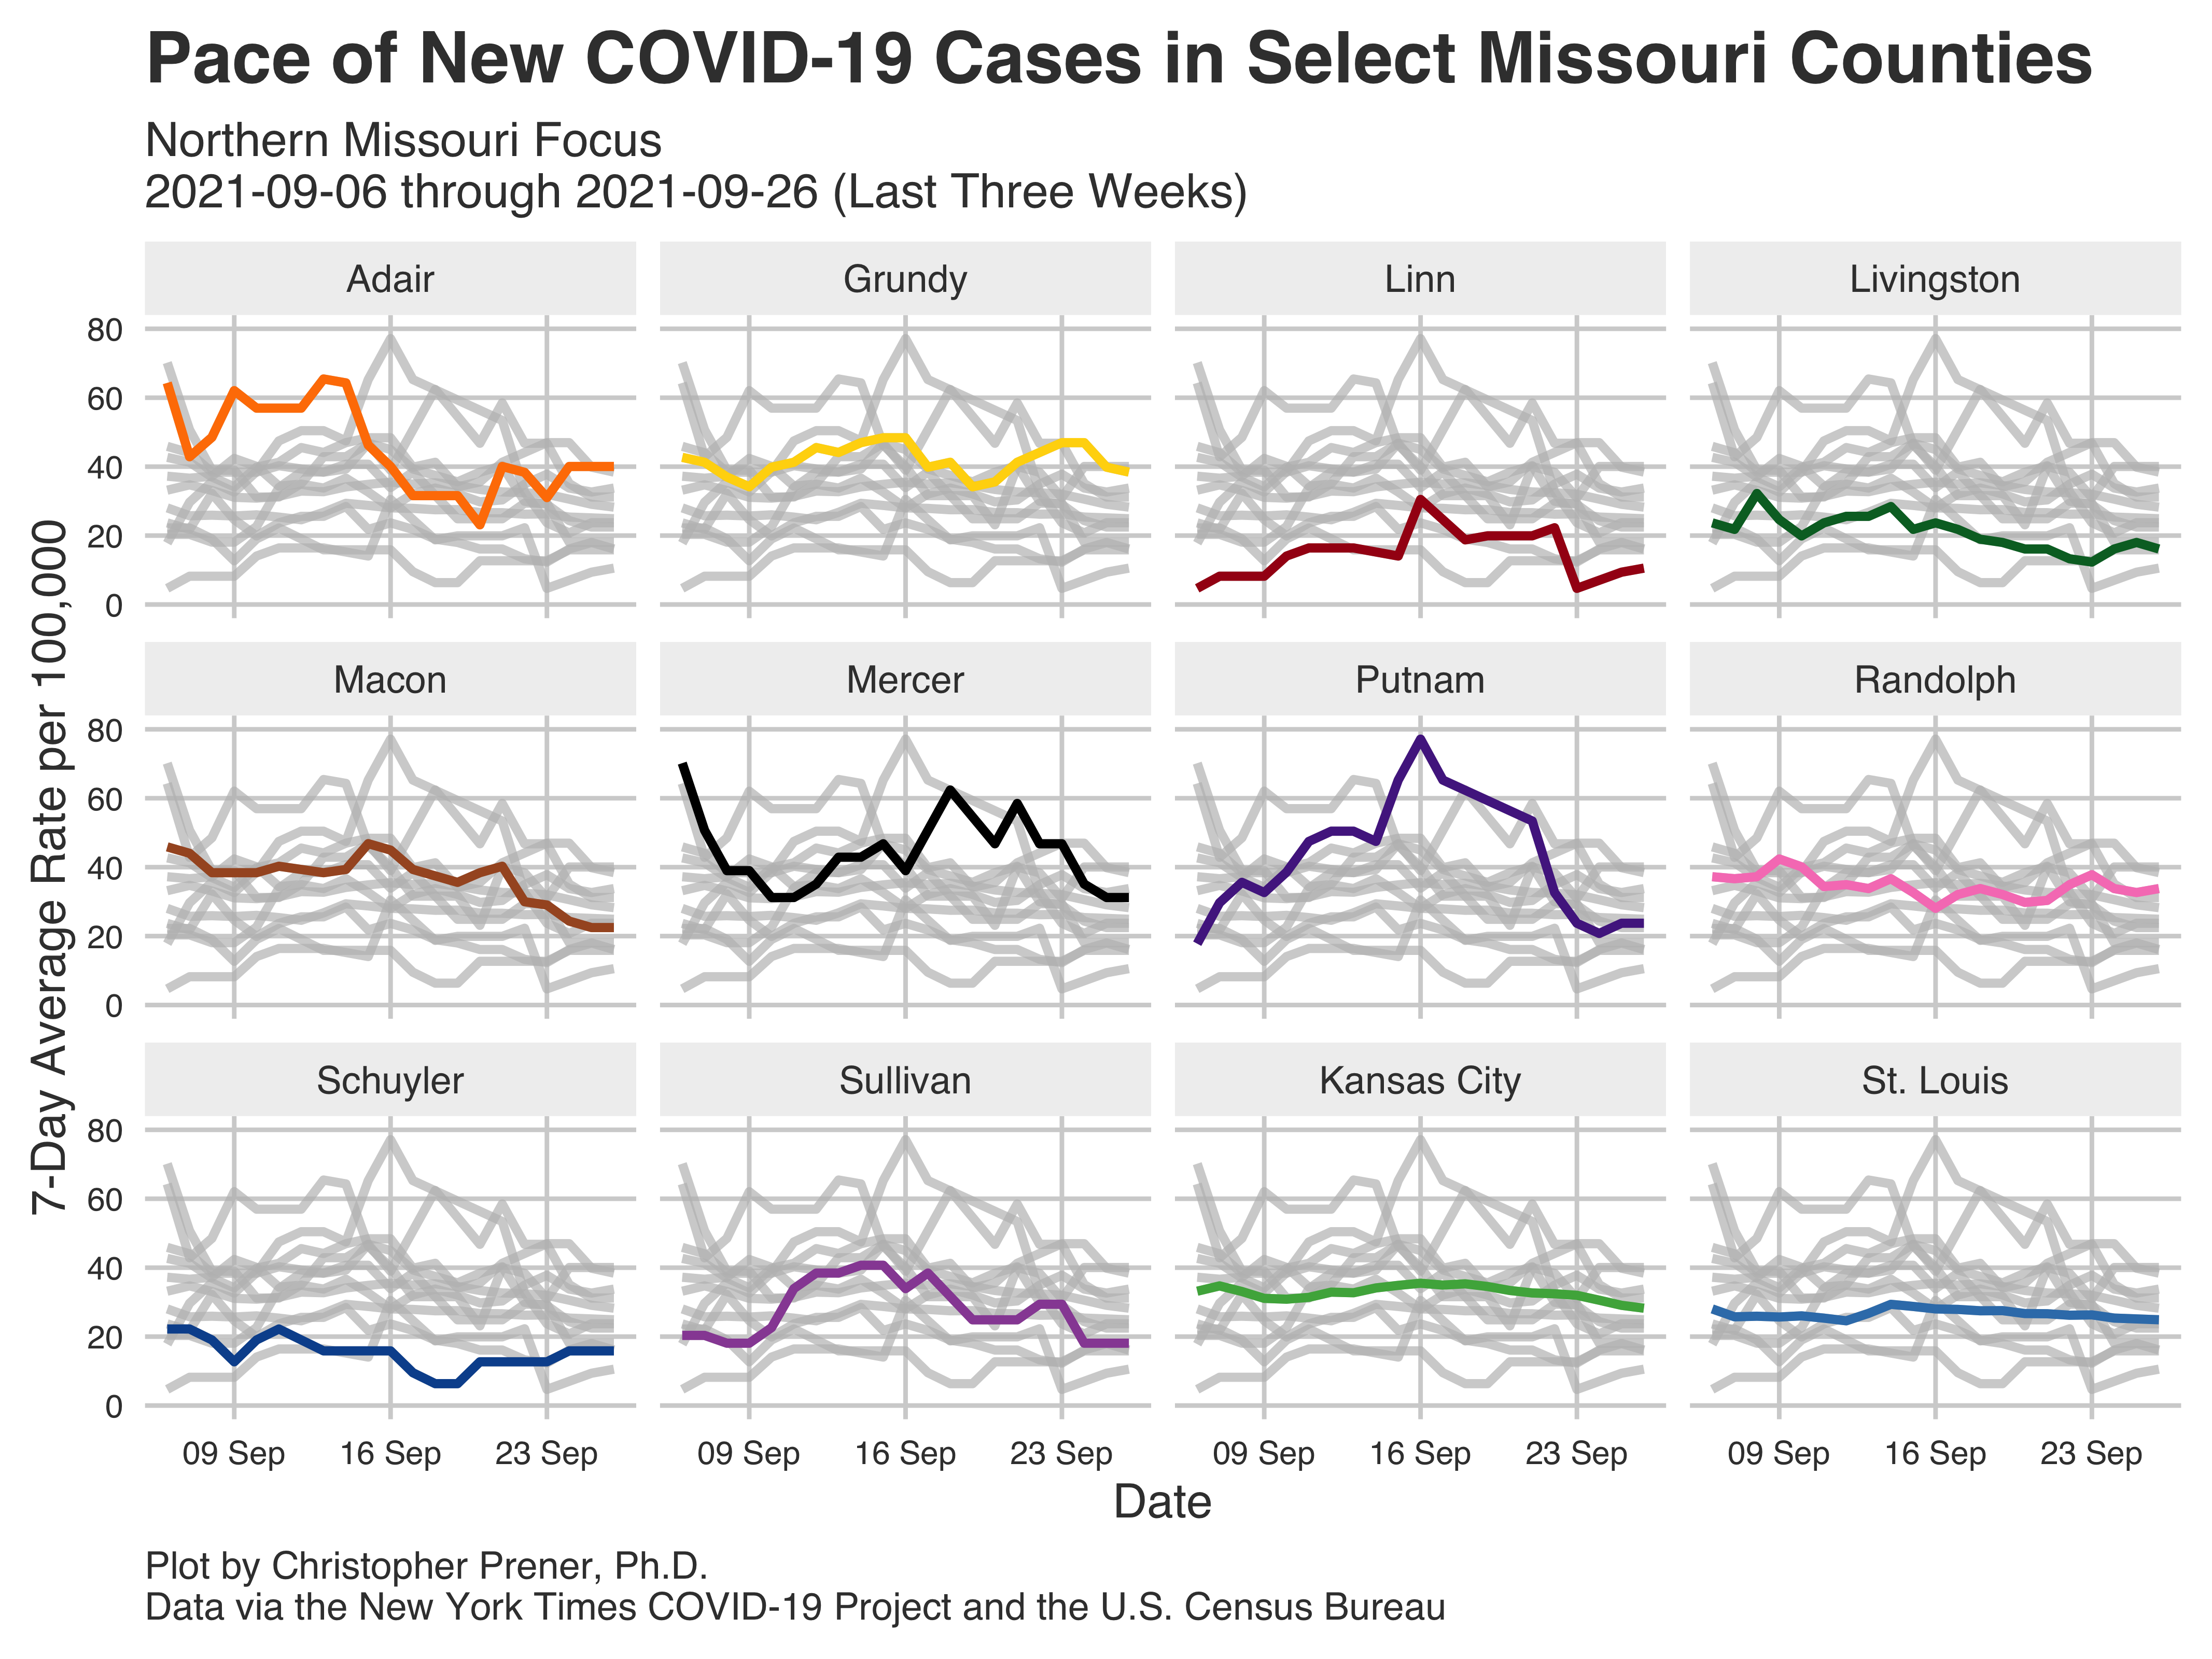 Pace of New COVID-19 Cases in Select Missouri Counties
Northern Missouri Focus
2021-09-06 through 2021-09-26 (Last Three Weeks)
7-Day Average Rate per 100,000
Adair
Grundy
Linn
Livingston
80
60
40
20
0
Macon
Mercer
Putnam
Randolph
80
60
40
20
0
Schuyler
Sullivan
Kansas City
St. Louis
80
60
40
20
0
09 Sep 16 Sep 23 Sep
09 Sep 16 Sep 23 Sep
09 Sep 16 Sep 23 Sep
09 Sep 16 Sep 23 Sep
Date
Plot by Christopher Prener, Ph.D.
Data via the New York Times COVID-19 Project and the U.S. Census Bureau